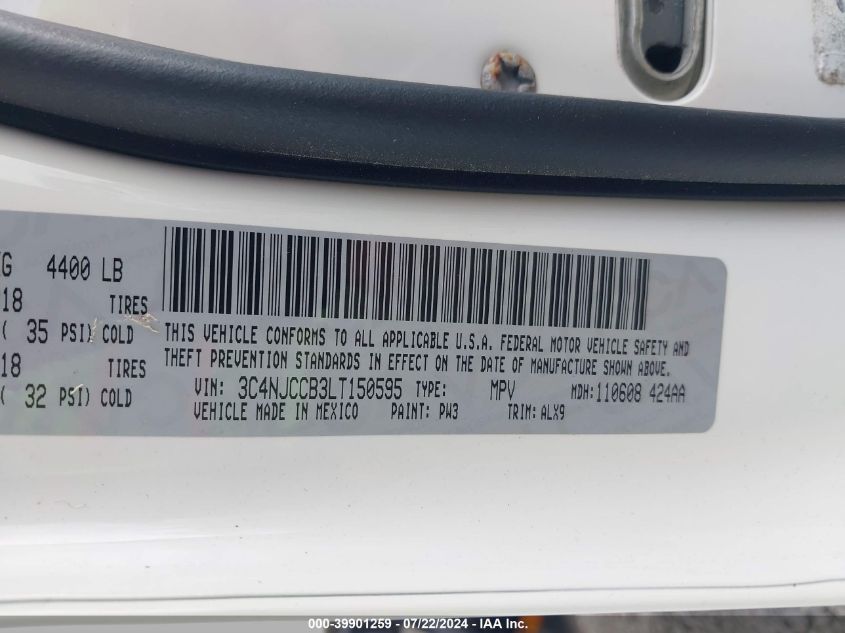 G 4400 LB
18 TIRES
( 35 PSI) COLD
18 TIRES
( 32 PSI) COLD
THIS VEHICLE CONFORMS TO ALL APPLICABLE U.S.A. FEDERAL MOTOR VEHICLE SAFETY AND
THEFT PREVENTION STANDARDS IN EFFECT ON THE DATE OF MANUFACTURE SHOWN ABOVE.
VIN: 3C4NJCCB3LT150595 TYPE: MPV MDH:110608 424AA
VEHICLE MADE IN MEXICO PAINT: PW3 TRIM: ALX9
000-39901259 - 07/22/2024 - IAA Inc.